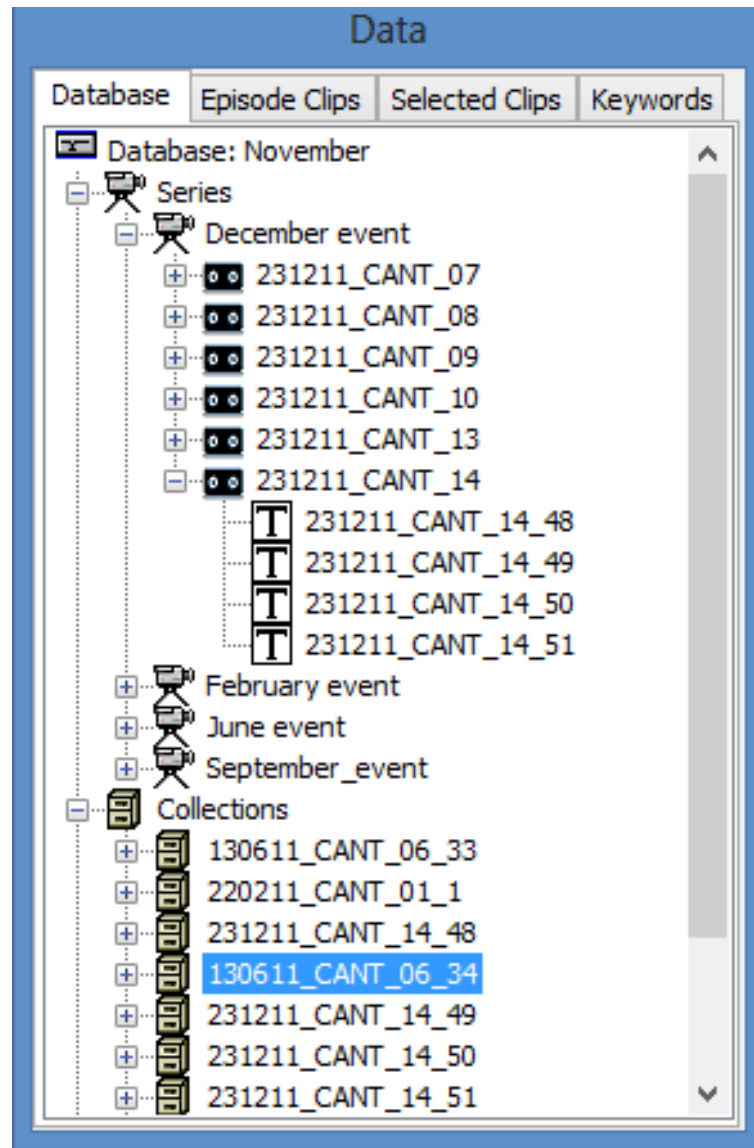 Data
Database Episode Clips Selected Clips Keywords
Database: November
Series
December event
231211_CANT_07
231211_CANT_08
231211_CANT_09
231211_CANT_10
231211_CANT_13
231211_CANT_14
T 231211_CANT_14_48
T 231211_CANT_14_49
T 231211_CANT_14_50
T 231211_CANT_14_51
February event
June event
September_event
Collections
130611_CANT_06_33
220211_CANT_01_1
231211_CANT_14_48
130611_CANT_06_34
231211_CANT_14_49
231211_CANT_14_50
231211_CANT_14_51